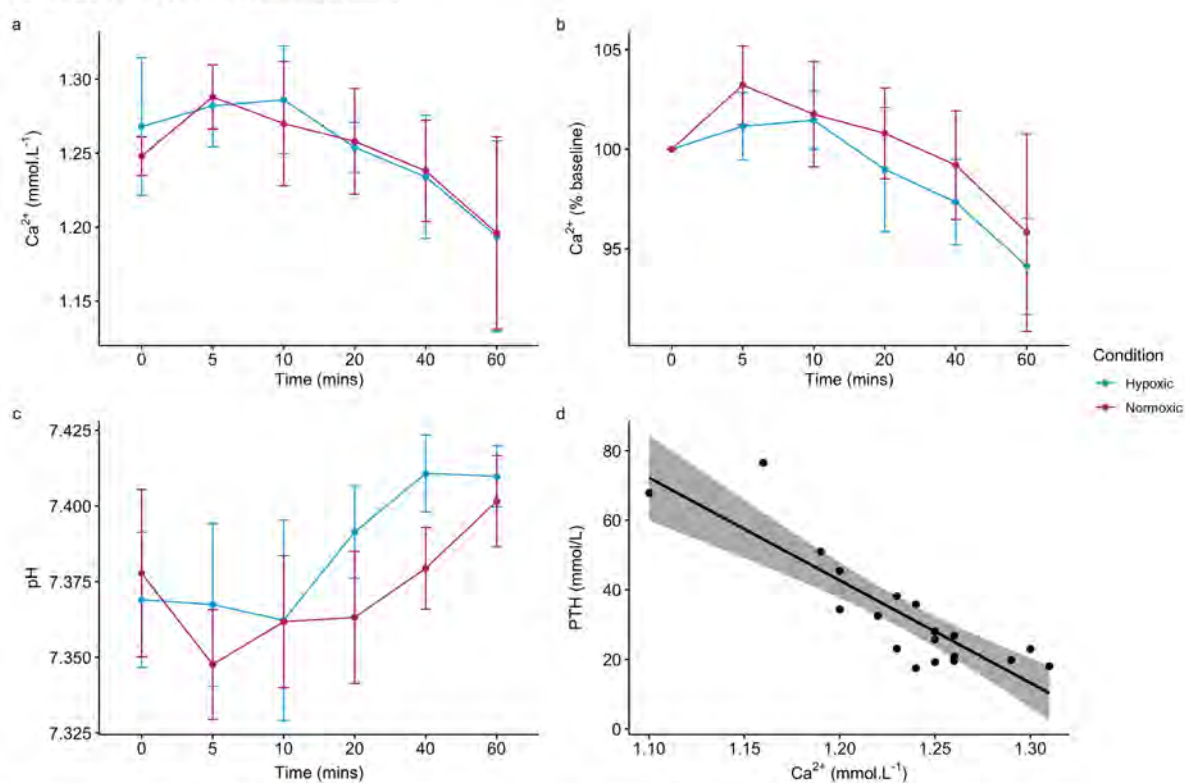 a
Ca²⁺ (mmol.L⁻¹)
1.30
1.25
1.20
1.15
0 5 10 20 40 60
Time (mins)
b
Ca²⁺ (% baseline)
105
100
95
0 5 10 20 40 60
Time (mins)
Condition
Hypoxic
Normoxic
c
pH
7.425
7.400
7.375
7.350
7.325
0 5 10 20 40 60
Time (mins)
d
PTH (mmol/L)
80
60
40
20
0
1.10 1.15 1.20 1.25 1.30
Ca²⁺ (mmol.L⁻¹)